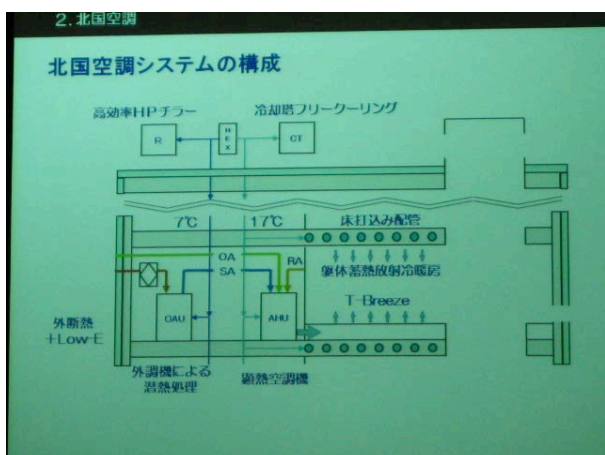 2. 北国空調
北国空調システムの構成
高効率HPチラー
冷却塔フリークーリング
R
HEX
CT
7℃
17℃
床打込み配管
OA
SA
RA
躯体蓄熱放射冷暖房
T-Breeze
OAU
AHU
外断熱
+Low-E
外調機による
潜熱処理
顕熱空調機